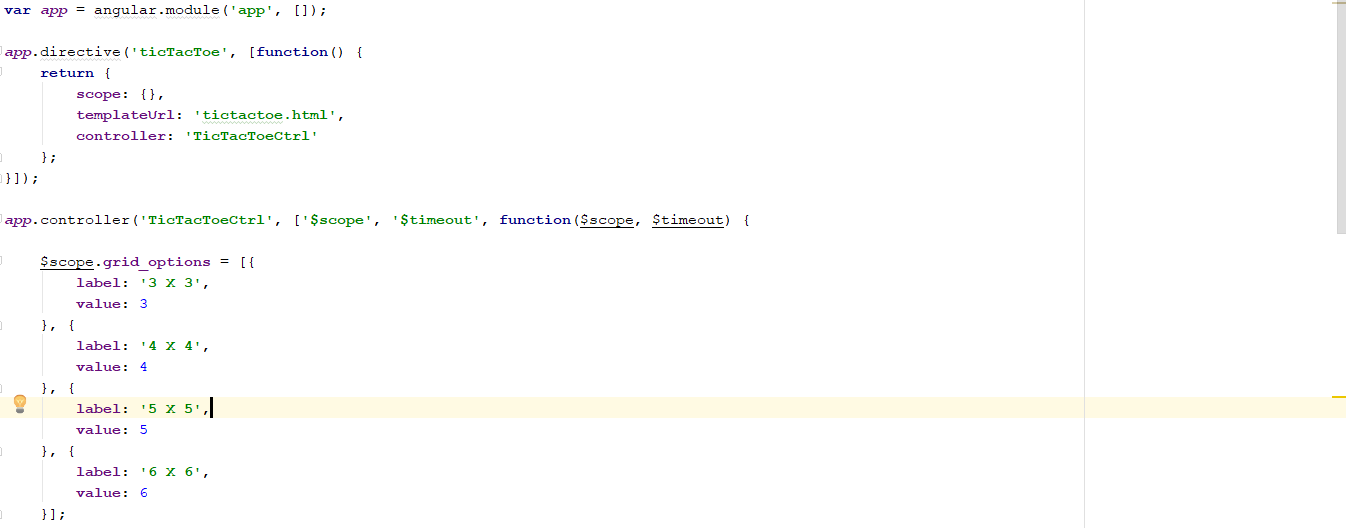 var app = angular.module('app', []);
app.directive('ticTacToe', [function() {
    return {
        scope: {},
        templateUrl: 'tictactoe.html',
        controller: 'TicTacToeCtrl'
    };
}]);
app.controller('TicTacToeCtrl', ['$scope', '$timeout', function($scope, $timeout) {
    $scope.grid_options = [{
        label: '3 X 3',
        value: 3
    }, {
        label: '4 X 4',
        value: 4
    }, {
        label: '5 X 5',
        value: 5
    }, {
        label: '6 X 6',
        value: 6
    }];